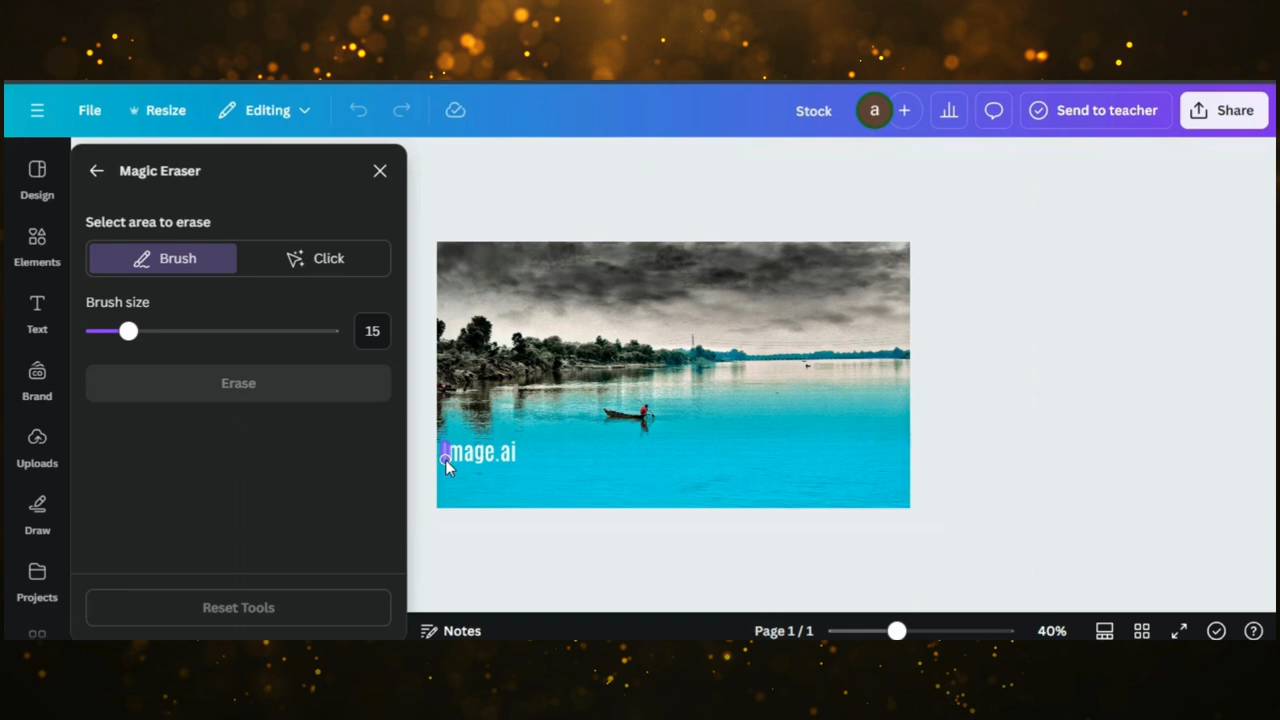 File
Resize
Editing
Stock
a
Send to teacher
Share
Design
Elements
Text
Brand
Uploads
Draw
Projects
Magic Eraser
Select area to erase
Brush
Click
Brush size
15
Erase
Reset Tools
mage.ai
Notes
Page 1 / 1
40%